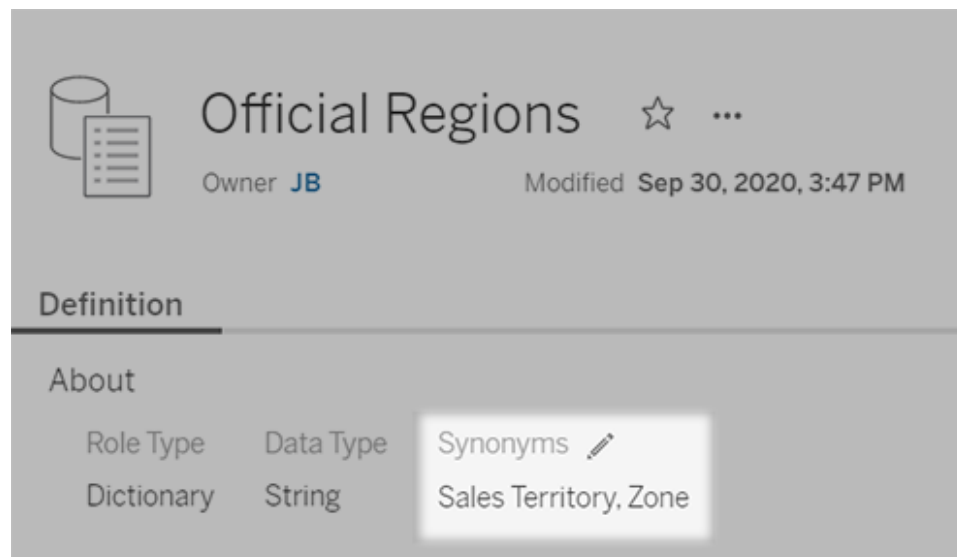 Official Regions
Owner JB Modified Sep 30, 2020, 3:47 PM
Definition
About
Role Type Data Type Synonyms
Dictionary String Sales Territory, Zone